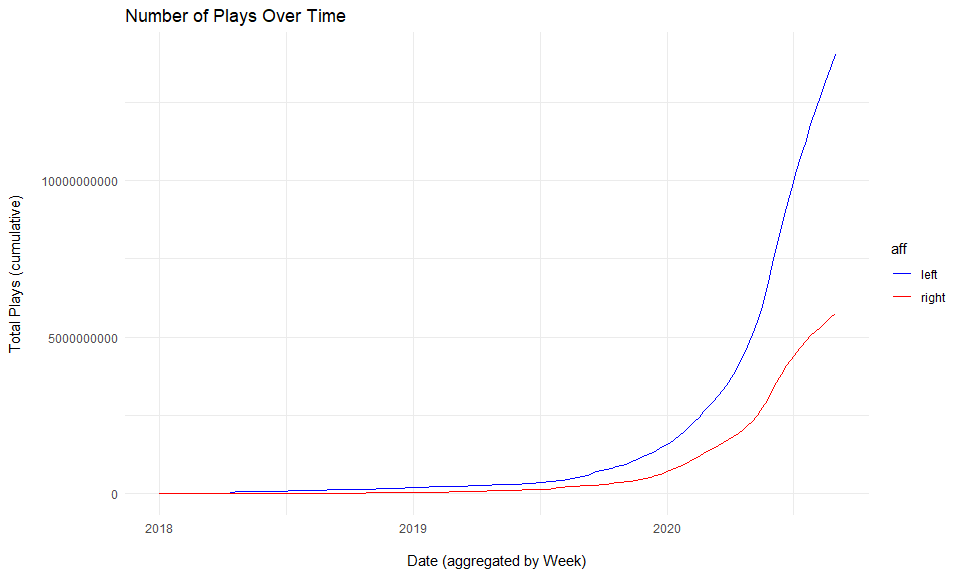 Number of Plays Over Time
Total Plays (cumulative)
10000000000
5000000000
0
2018
2019
2020
Date (aggregated by Week)
aff
left
right